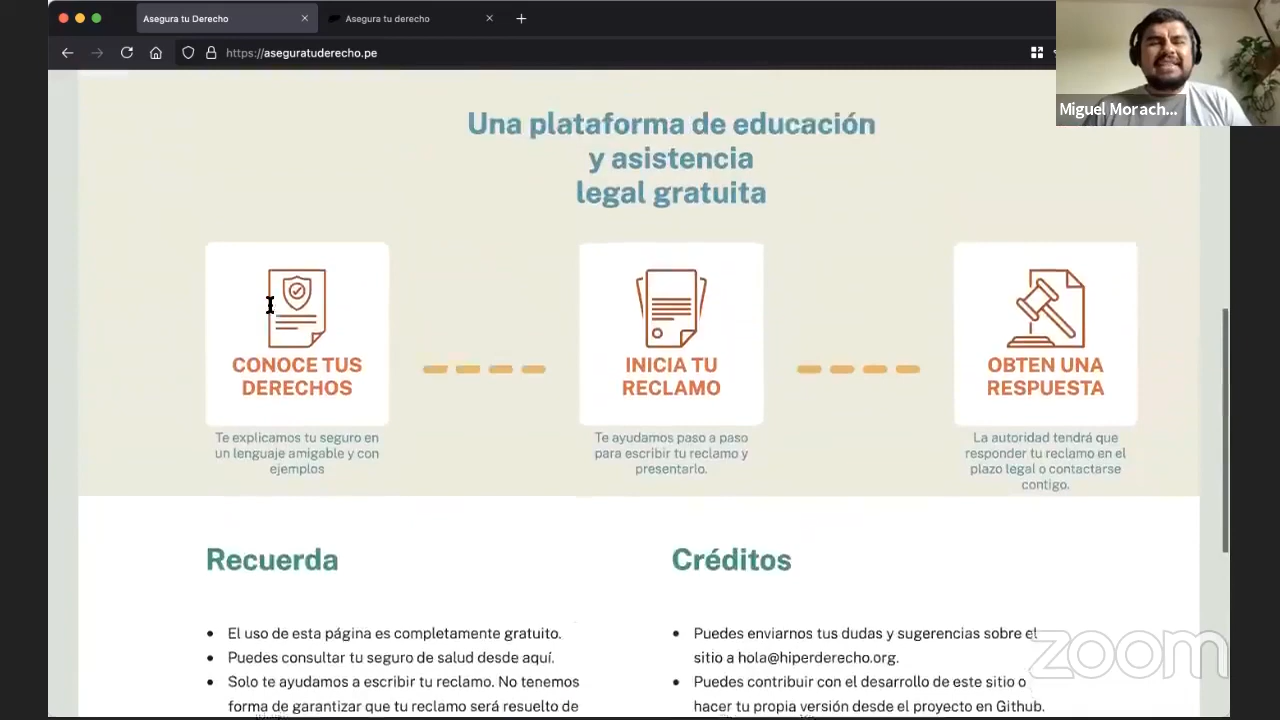 Asegura tu Derecho
Asegura tu derecho
https://aseguratuderecho.pe
Miguel Morach...
Una plataforma de educación
y asistencia
legal gratuita
CONOCE TUS
DERECHOS
INICIA TU
RECLAMO
OBTEN UNA
RESPUESTA
Te explicamos tu seguro en
un lenguaje amigable y con
ejemplos
Te ayudamos paso a paso
para escribir tu reclamo y
presentarlo.
La autoridad tendrá que
responder tu reclamo en el
plazo legal o contactarse
contigo.
Recuerda
El uso de esta página es completamente gratuito.
Puedes consultar tu seguro de salud desde aquí.
Solo te ayudamos a escribir tu reclamo. No tenemos
forma de garantizar que tu reclamo será resuelto de
Créditos
Puedes enviarnos tus dudas y sugerencias sobre el
sitio a hola@hiperderecho.org.
Puedes contribuir con el desarrollo de este sitio o
hacer tu propia versión desde el proyecto en Github.
zoom